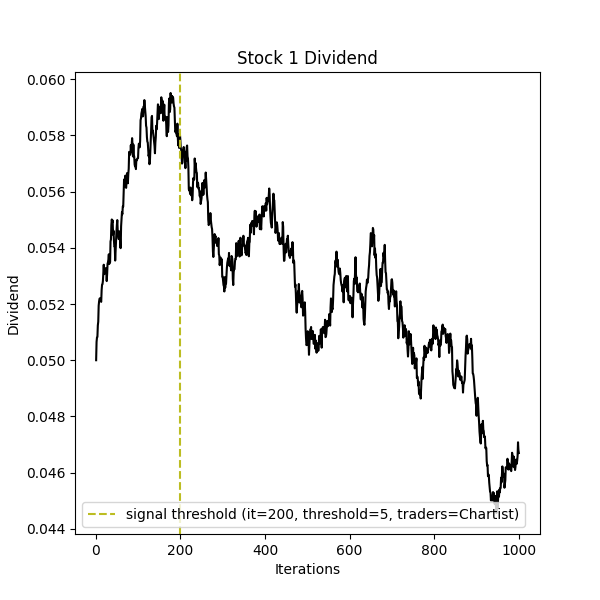 Stock 1 Dividend
0.060
0.058
0.056
0.054
0.052
0.050
0.048
0.046
0.044
Dividend
signal threshold (it=200, threshold=5, traders=Chartist)
0 200 400 600 800 1000
Iterations